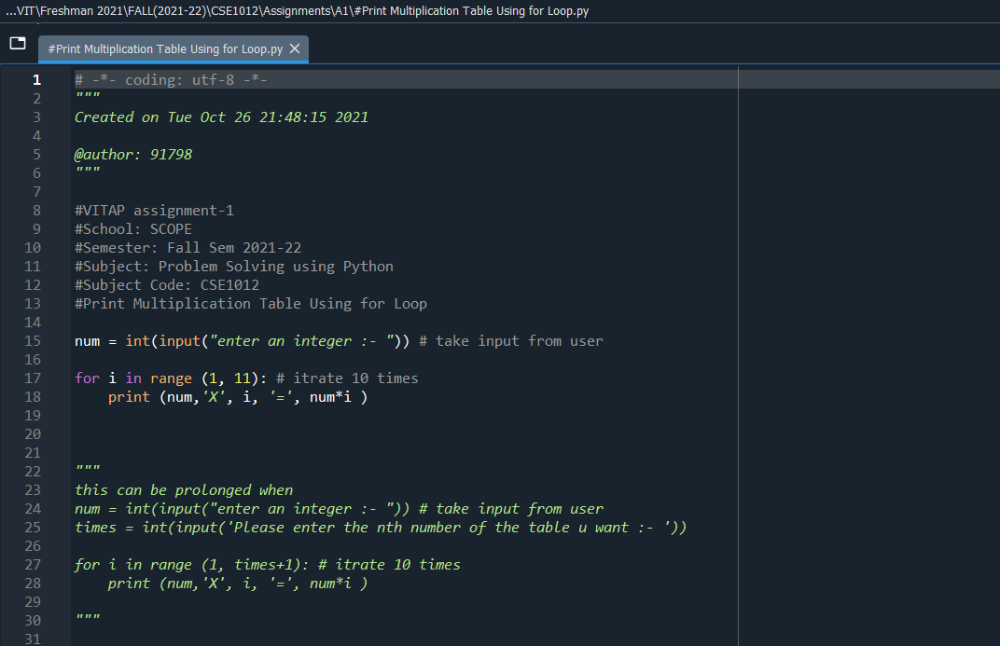 ...VIT\Freshman 2021\FALL(2021-22)\CSE1012\Assignments\A1\#Print Multiplication Table Using for Loop.py
#Print Multiplication Table Using for Loop.py
1 # -*- coding: utf-8 -*-
2 """
3 Created on Tue Oct 26 21:48:15 2021
4
5 @author: 91798
6 """
7
8 #VITAP assignment-1
9 #School: SCOPE
10 #Semester: Fall Sem 2021-22
11 #Subject: Problem Solving using Python
12 #Subject Code: CSE1012
13 #Print Multiplication Table Using for Loop
14
15 num = int(input("enter an integer :- ")) # take input from user
16
17 for i in range (1, 11): # itrate 10 times
18     print (num,'X', i, '=', num*i )
19
20
21
22 """
23 this can be prolonged when
24 num = int(input("enter an integer :- ")) # take input from user
25 times = int(input('Please enter the nth number of the table u want :- '))
26
27 for i in range (1, times+1): # itrate 10 times
28     print (num,'X', i, '=', num*i )
29
30 """
31